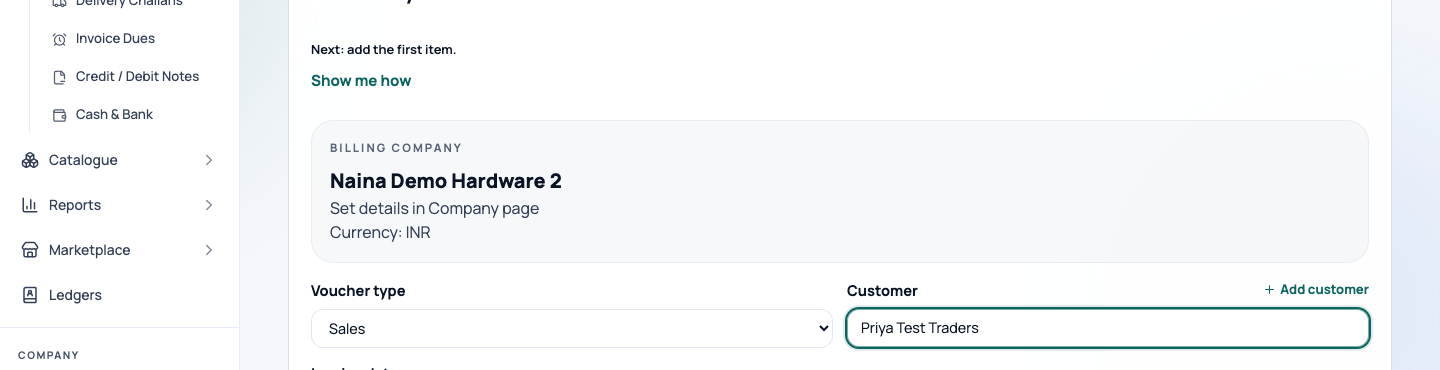 Delivery Challans
Invoice Dues
Credit / Debit Notes
Cash & Bank
Catalogue
Reports
Marketplace
Ledgers
COMPANY
Next: add the first item.
Show me how
BILLING COMPANY
Naina Demo Hardware 2
Set details in Company page
Currency: INR
Voucher type
Customer
+ Add customer
Sales
Priya Test Traders